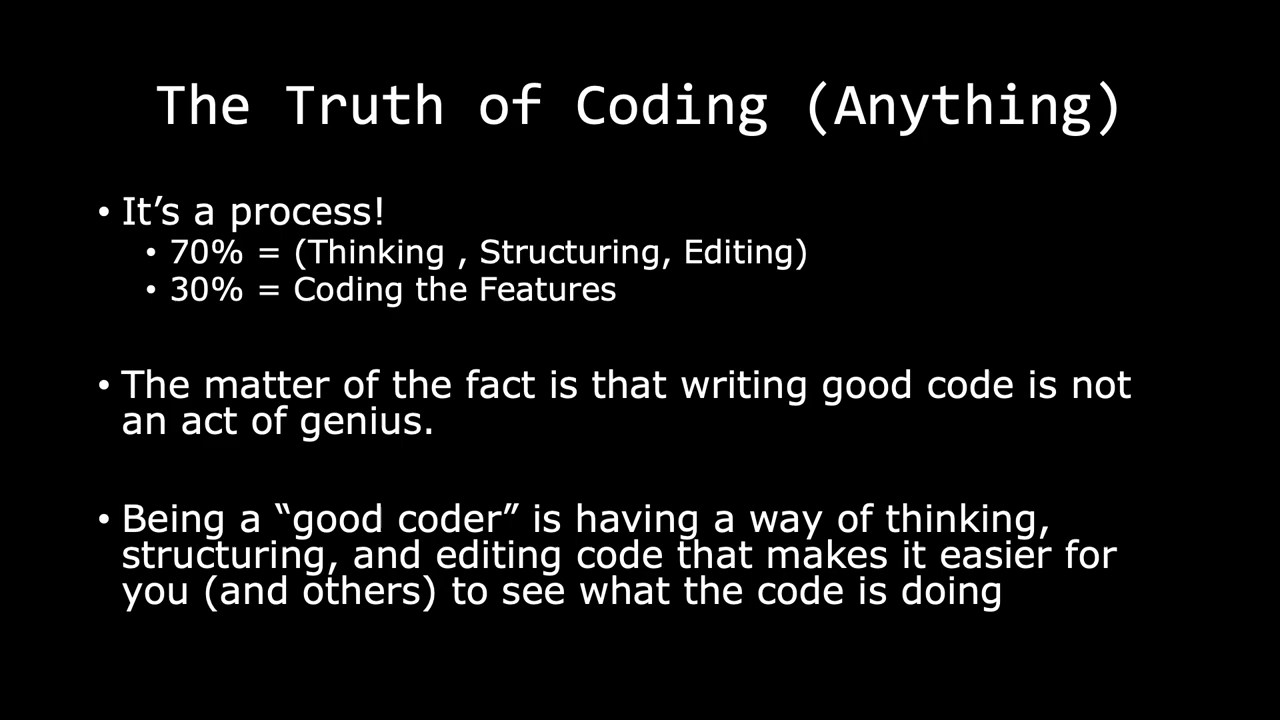 The Truth of Coding (Anything)
• It’s a process!
• 70% = (Thinking , Structuring, Editing)
• 30% = Coding the Features
• The matter of the fact is that writing good code is not
an act of genius.
• Being a “good coder” is having a way of thinking,
structuring, and editing code that makes it easier for
you (and others) to see what the code is doing